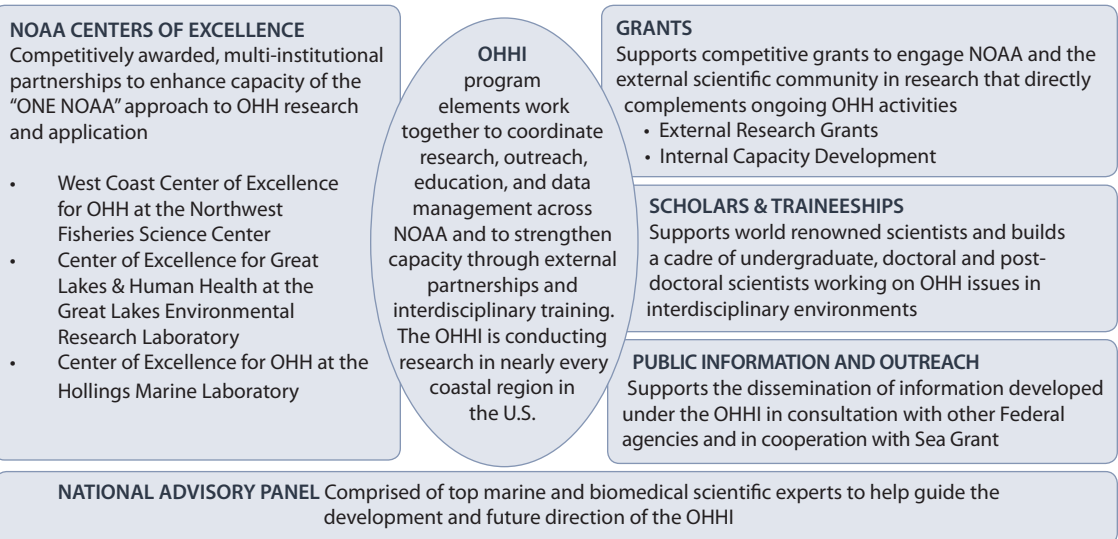 NOAA CENTERS OF EXCELLENCE
Competitively awarded, multi-institutional
partnerships to enhance capacity of the
“ONE NOAA” approach to OHH research
and application
• West Coast Center of Excellence
for OHH at the Northwest
Fisheries Science Center
• Center of Excellence for Great
Lakes & Human Health at the
Great Lakes Environmental
Research Laboratory
• Center of Excellence for OHH at the
Hollings Marine Laboratory
OHHI
program
elements work
together to coordinate
research, outreach,
education, and data
management across
NOAA and to strengthen
capacity through external
partnerships and
interdisciplinary training.
The OHHI is conducting
research in nearly every
coastal region in
the U.S.
GRANTS
Supports competitive grants to engage NOAA and the
external scientific community in research that directly
complements ongoing OHH activities
• External Research Grants
• Internal Capacity Development
SCHOLARS & TRAINEESHIPS
Supports world renowned scientists and builds
a cadre of undergraduate, doctoral and post-
doctoral scientists working on OHH issues in
interdisciplinary environments
PUBLIC INFORMATION AND OUTREACH
Supports the dissemination of information developed
under the OHHI in consultation with other Federal
agencies and in cooperation with Sea Grant
NATIONAL ADVISORY PANEL Comprised of top marine and biomedical scientific experts to help guide the
development and future direction of the OHHI